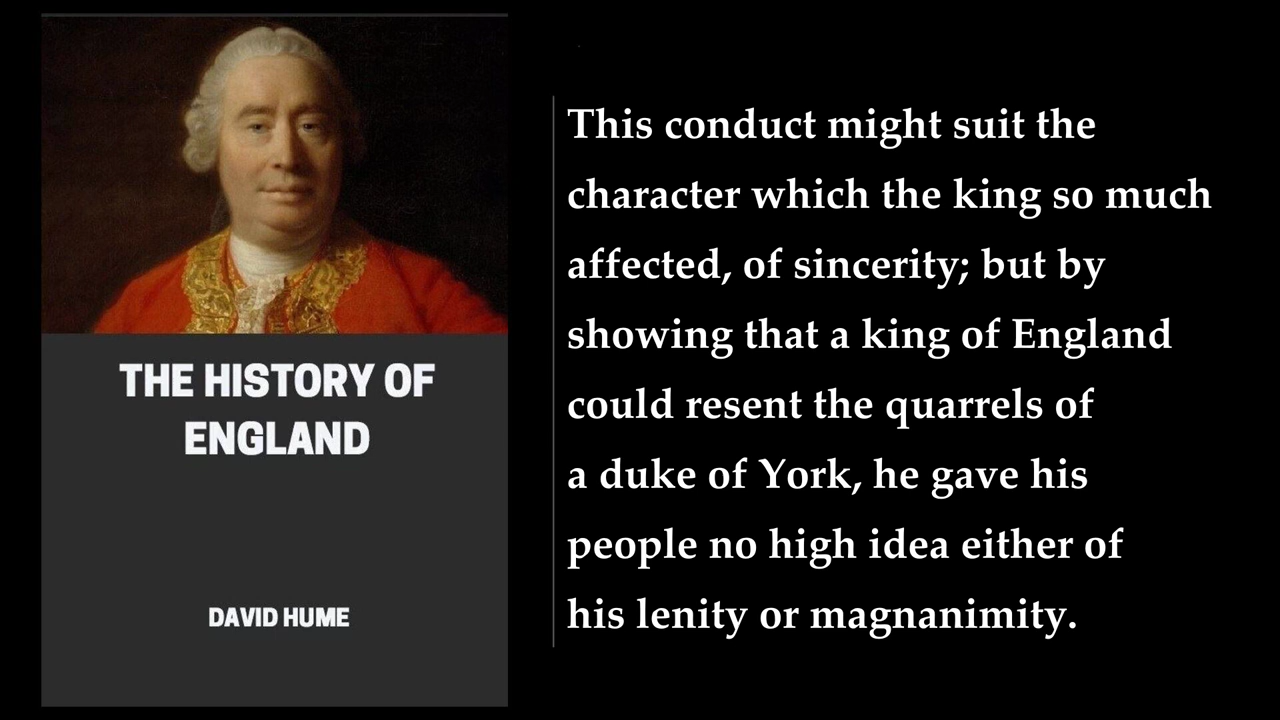 THE HISTORY OF
ENGLAND
DAVID HUME
This conduct might suit the
character which the king so much
affected, of sincerity; but by
showing that a king of England
could resent the quarrels of
a duke of York, he gave his
people no high idea either of
his lenity or magnanimity.